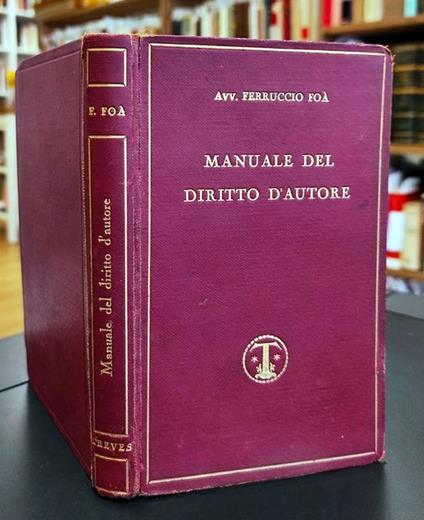 F. FOÀ
Manuale del diritto d'autore
TREVES
AVV. FERRUCCIO FOÀ
MANUALE DEL
DIRITTO D'AUTORE
T